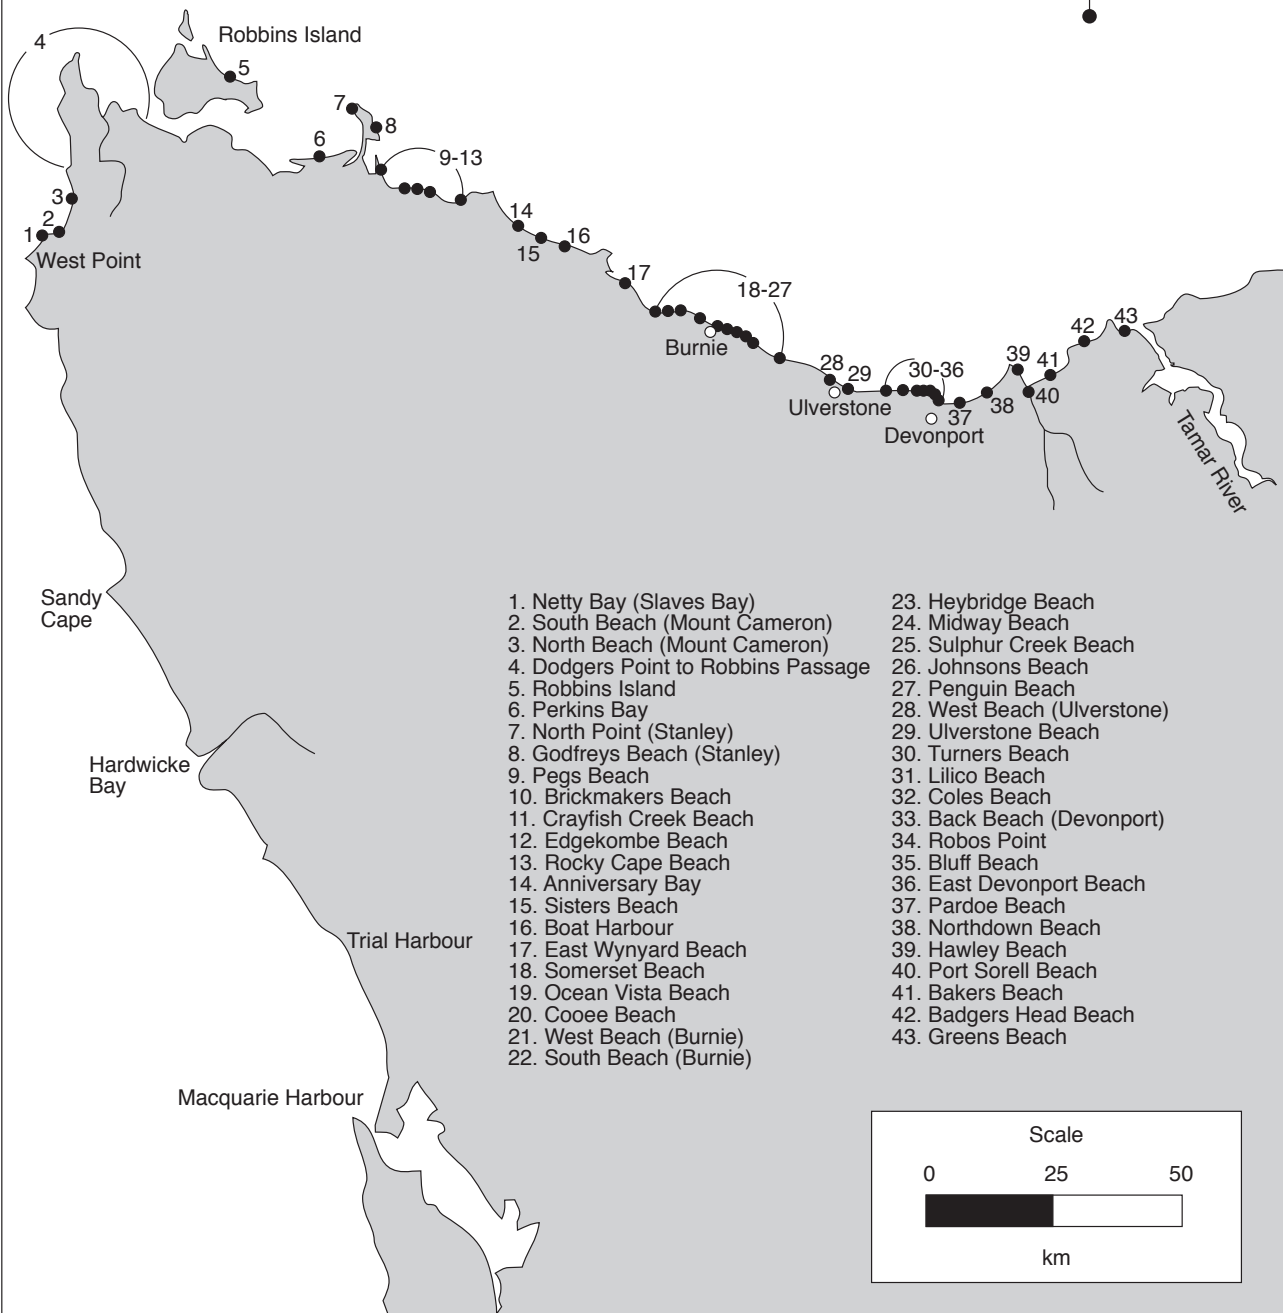 4
Robbins Island
5
7
8
6
9-13
3
2
1
West Point
14
15
16
17
18-27
Burnie
28
29
Ulverstone
30-36
Devonport
37
38
39
40
41
42
43
Tamar River
Sandy
Cape
Hardwicke
Bay
Trial Harbour
Macquarie Harbour
1. Netty Bay (Slaves Bay)
2. South Beach (Mount Cameron)
3. North Beach (Mount Cameron)
4. Dodgers Point to Robbins Passage
5. Robbins Island
6. Perkins Bay
7. North Point (Stanley)
8. Godfreys Beach (Stanley)
9. Pegs Beach
10. Brickmakers Beach
11. Crayfish Creek Beach
12. Edgekombe Beach
13. Rocky Cape Beach
14. Anniversary Bay
15. Sisters Beach
16. Boat Harbour
17. East Wynyard Beach
18. Somerset Beach
19. Ocean Vista Beach
20. Cooee Beach
21. West Beach (Burnie)
22. South Beach (Burnie)
23. Heybridge Beach
24. Midway Beach
25. Sulphur Creek Beach
26. Johnsons Beach
27. Penguin Beach
28. West Beach (Ulverstone)
29. Ulverstone Beach
30. Turners Beach
31. Lilico Beach
32. Coles Beach
33. Back Beach (Devonport)
34. Robos Point
35. Bluff Beach
36. East Devonport Beach
37. Pardoe Beach
38. Northdown Beach
39. Hawley Beach
40. Port Sorell Beach
41. Bakers Beach
42. Badgers Head Beach
43. Greens Beach
Scale
0 25 50
km